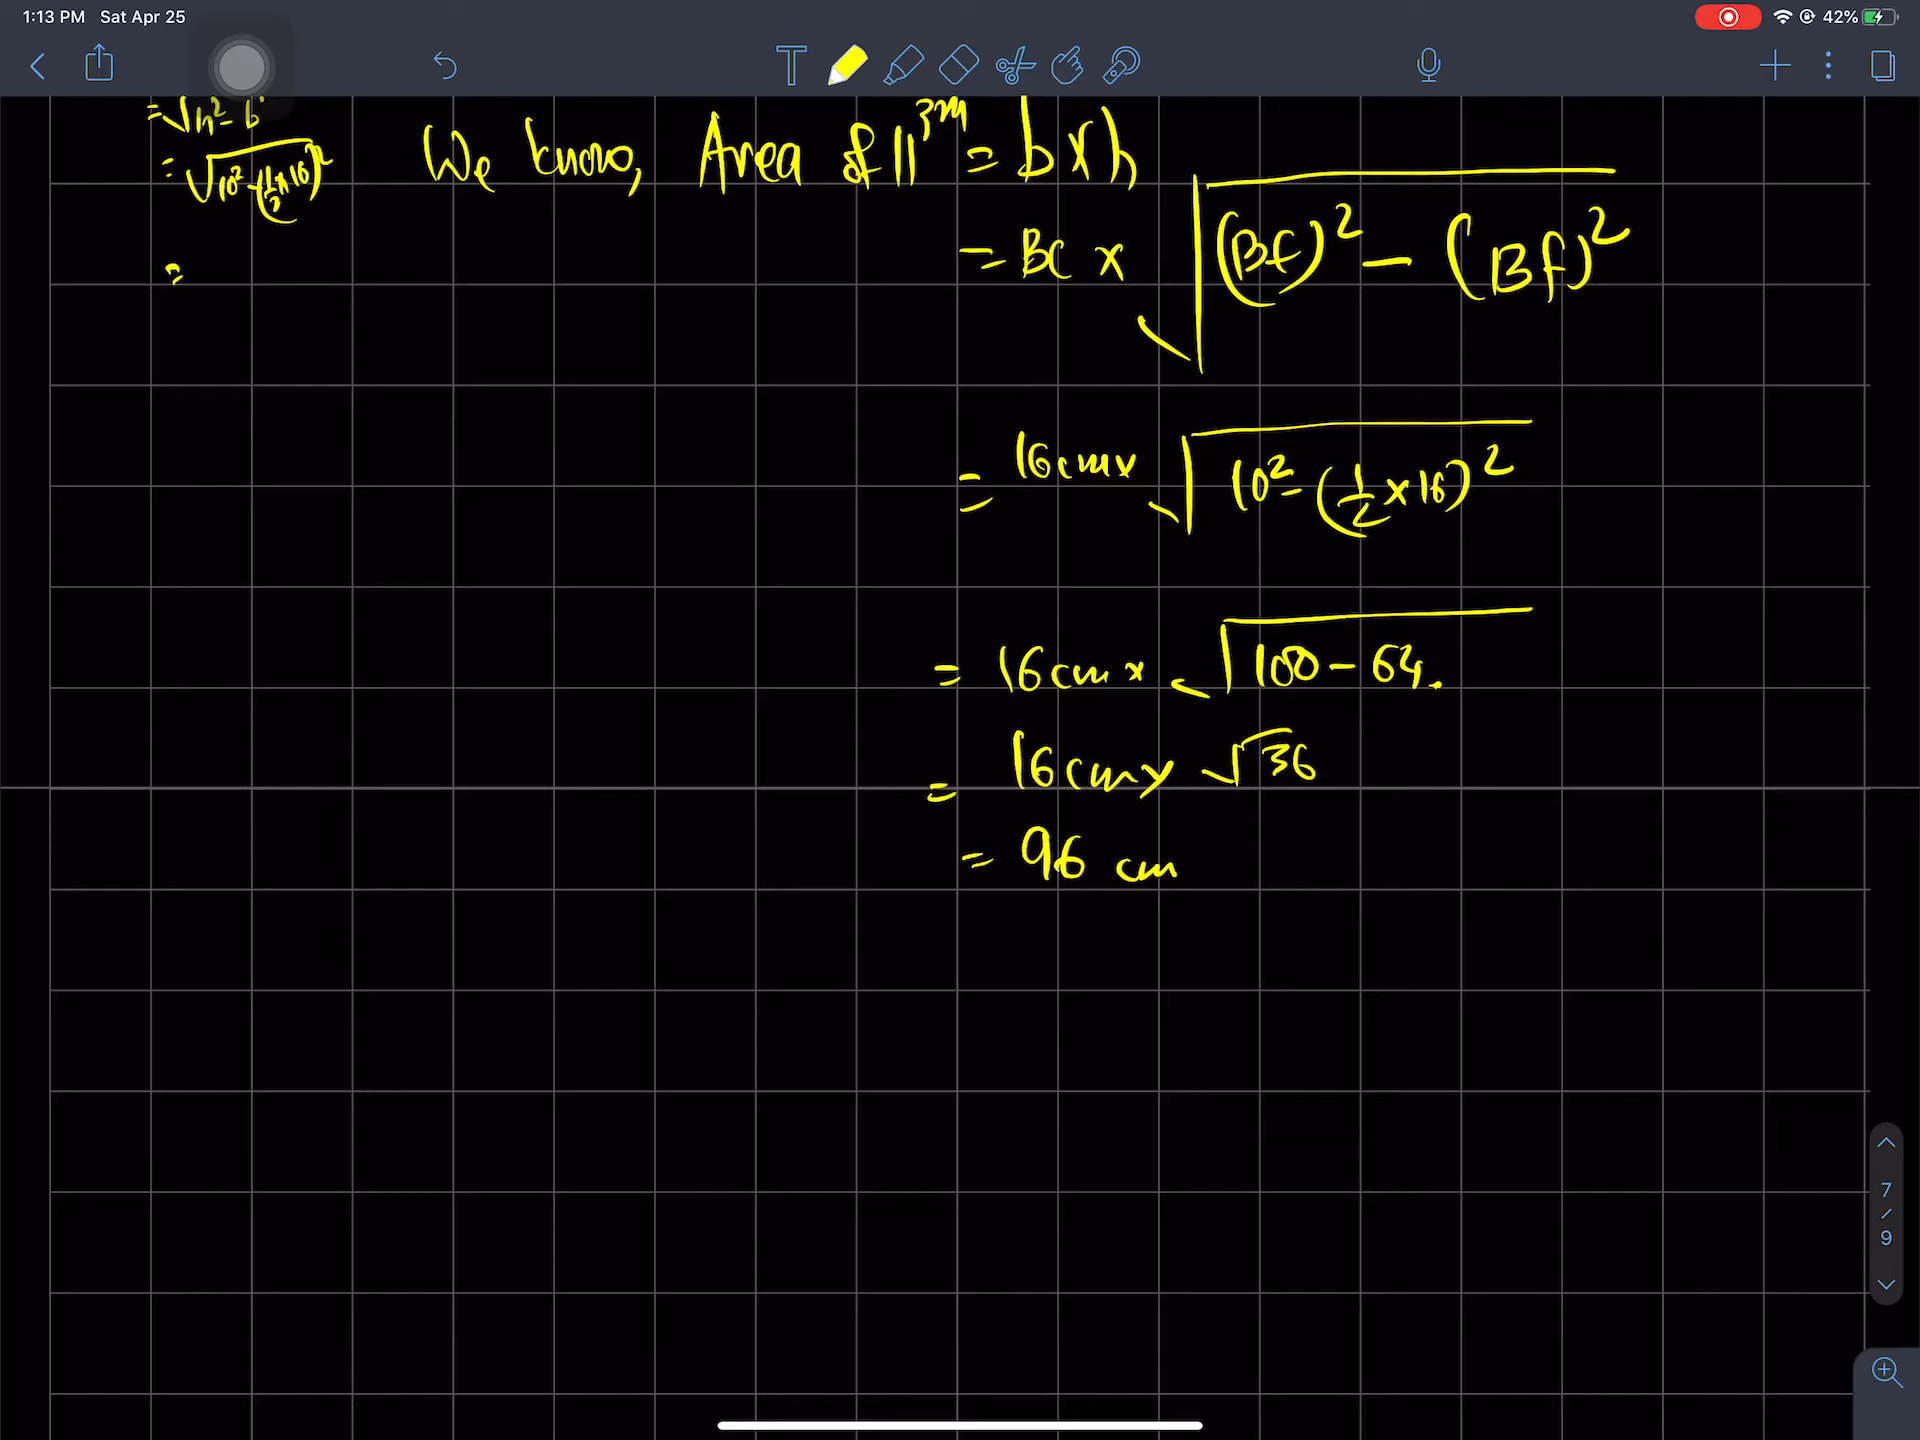 1:13 PM Sat Apr 25
42%
= √h² - b²
= √10² - (1/2 × 16)²
=
We know, Area of ||gm = b × h
= BC × √(BF)² - (BF)²
= 16cm × √10² - (1/2 × 16)²
= 16cm × √100 - 64.
= 16cm × √36
= 96 cm
7
/
9